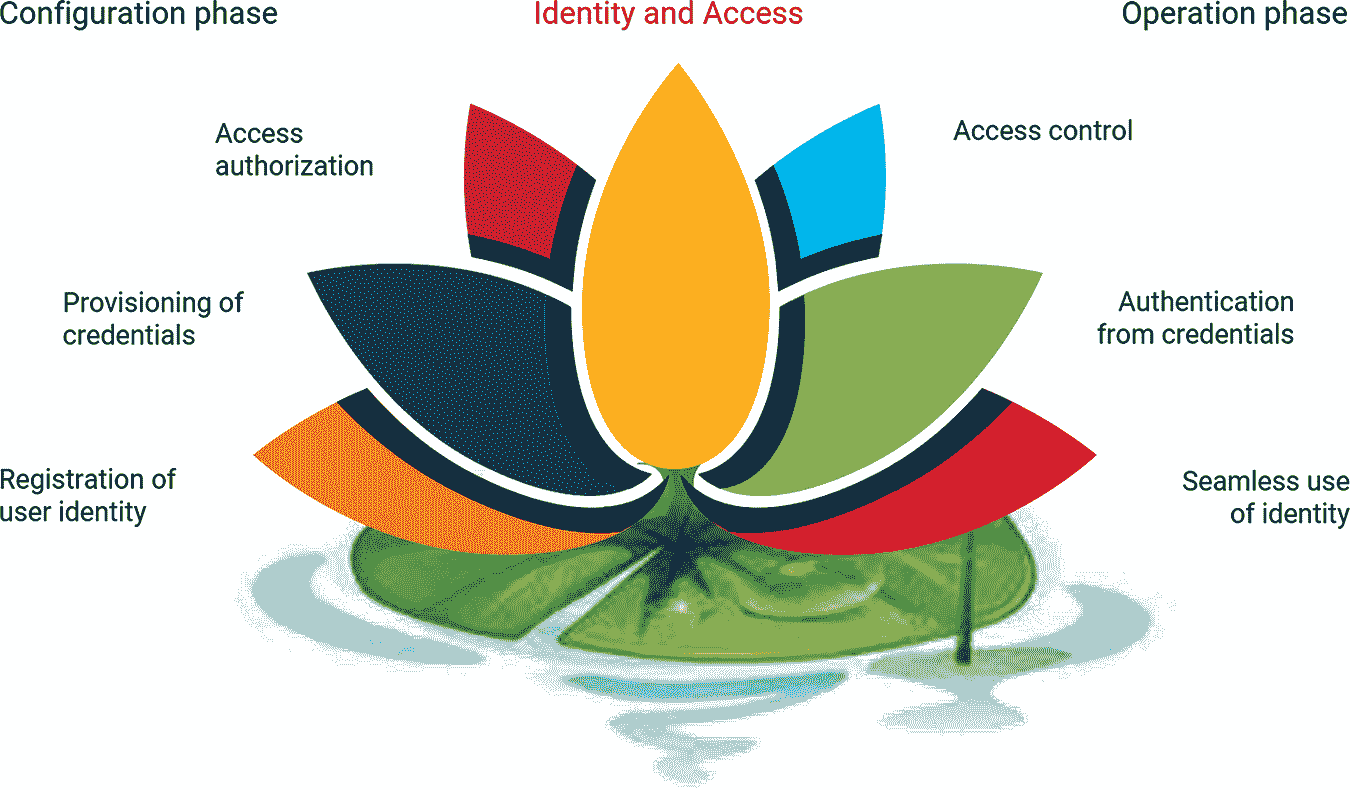 Configuration phase
Identity and Access
Operation phase
Access
authorization
Access control
Provisioning of
credentials
Authentication
from credentials
Registration of
user identity
Seamless use
of identity